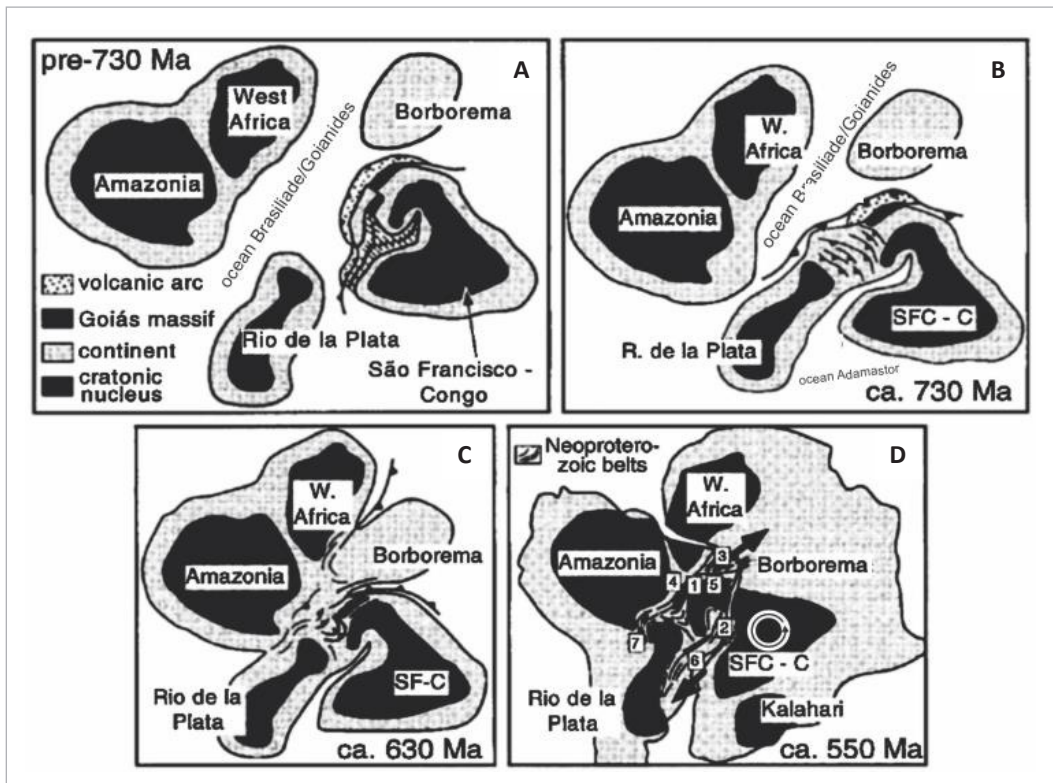 pre-730 Ma
A
West
Africa
Borborema
Amazonia
ocean Brasiliade/Goianides
volcanic arc
Goiás massif
continent
cratonic
nucleus
Rio de la Plata
São Francisco -
Congo
B
W.
Africa
Borborema
Amazonia
ocean Brasiliade/Goianides
SFC - C
R. de la Plata
ocean Adamastor
ca. 730 Ma
C
W.
Africa
Borborema
Amazonia
SF-C
Rio de la
Plata
ca. 630 Ma
Neoprotero-
zoic belts
D
W.
Africa
Amazonia
3
Borborema
4
1
5
2
7
6
SFC - C
Rio de la
Plata
Kalahari
ca. 550 Ma